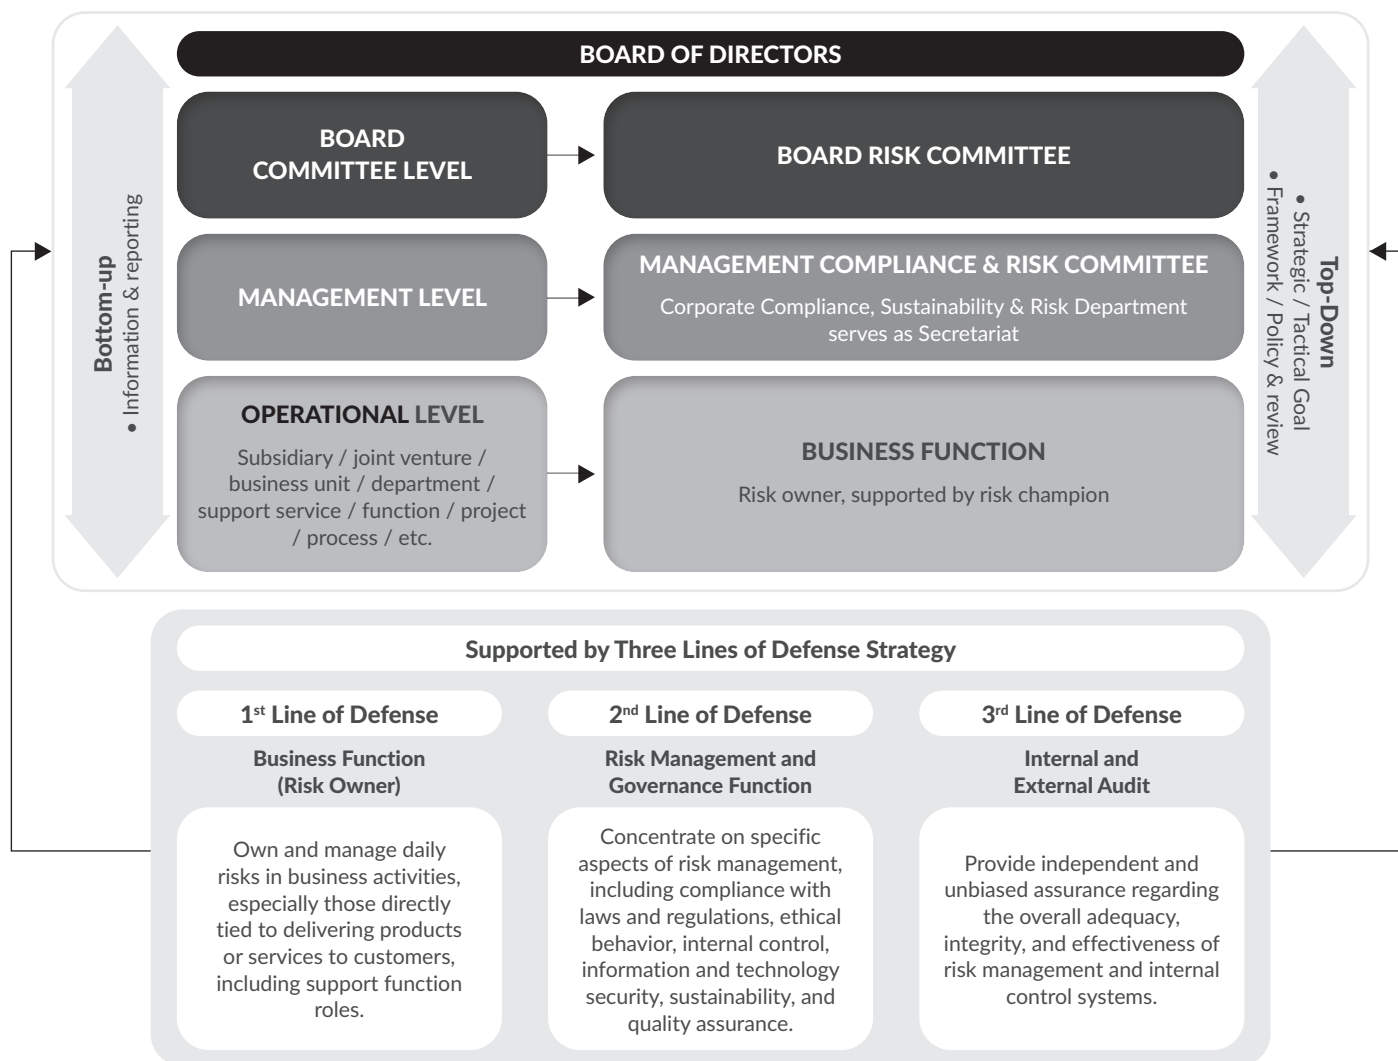 BOARD OF DIRECTORS
BOARD
COMMITTEE LEVEL
BOARD RISK COMMITTEE
MANAGEMENT LEVEL
MANAGEMENT COMPLIANCE & RISK COMMITTEE
Corporate Compliance, Sustainability & Risk Department
serves as Secretariat
OPERATIONAL LEVEL
Subsidiary / joint venture /
business unit / department /
support service / function / project
/ process / etc.
BUSINESS FUNCTION
Risk owner, supported by risk champion
Bottom-up
• Information & reporting
Top-Down
• Strategic / Tactical Goal
• Framework / Policy & review
Supported by Three Lines of Defense Strategy
1st Line of Defense
Business Function
(Risk Owner)
Own and manage daily
risks in business activities,
especially those directly
tied to delivering products
or services to customers,
including support function
roles.
2nd Line of Defense
Risk Management and
Governance Function
Concentrate on specific
aspects of risk management,
including compliance with
laws and regulations, ethical
behavior, internal control,
information and technology
security, sustainability, and
quality assurance.
3rd Line of Defense
Internal and
External Audit
Provide independent and
unbiased assurance regarding
the overall adequacy,
integrity, and effectiveness of
risk management and internal
control systems.